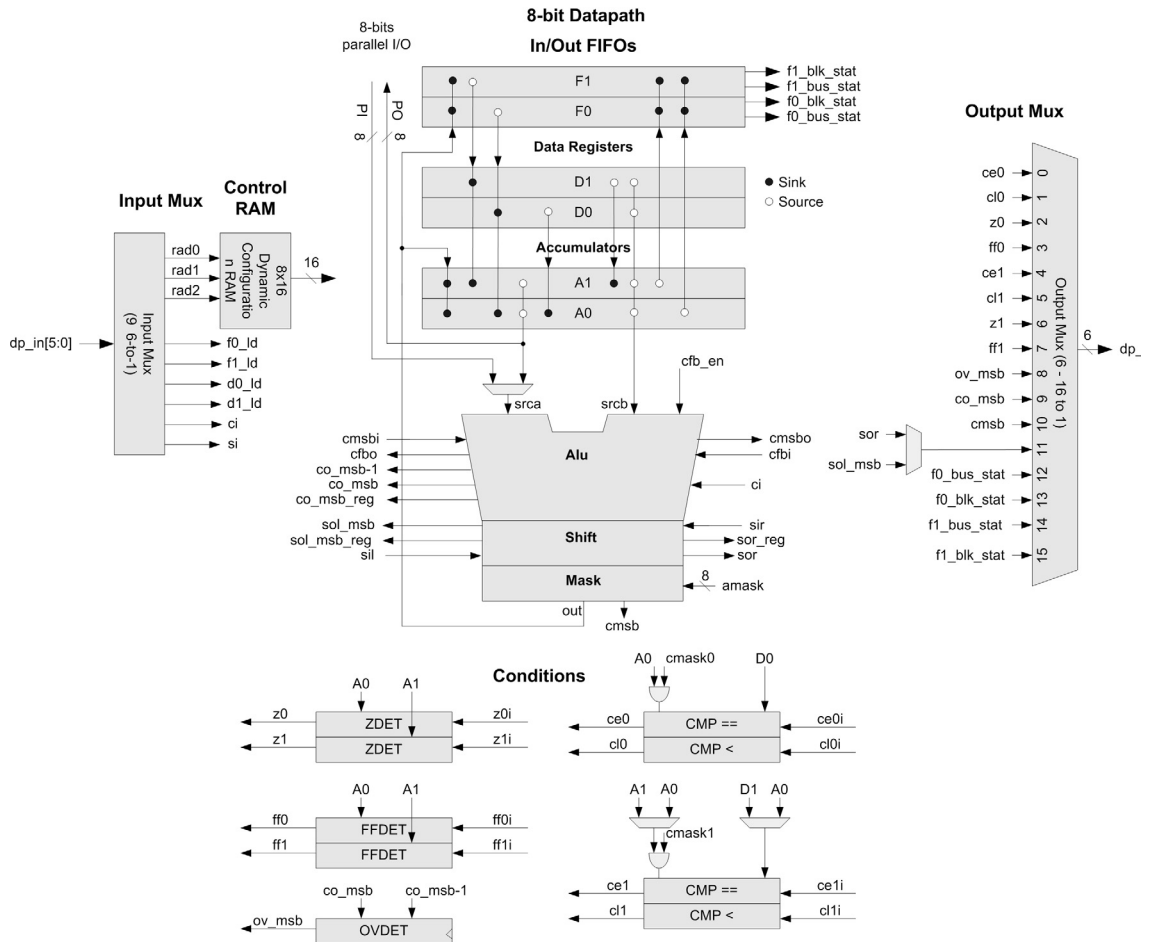 8-bit Datapath
8-bits
parallel I/O
In/Out FIFOs
F1
F0
f1_blk_stat
f1_bus_stat
f0_blk_stat
f0_bus_stat
PI
PO
8
8
Data Registers
D1
D0
Sink
Source
Accumulators
A1
A0
Input Mux
Control
RAM
rad0
rad1
rad2
8x16
Dynamic
Configuratio
n RAM
16
Input Mux
(9 6-to-1)
dp_in[5:0]
f0_ld
f1_ld
d0_ld
d1_ld
ci
si
cfb_en
srca
srcb
cmsbi
cfbo
co_msb-1
co_msb
co_msb_reg
Alu
cmsbo
cfbi
ci
sol_msb
sol_msb_reg
sil
Shift
sir
sor_reg
sor
Mask
8
amask
out
cmsb
Output Mux
ce0
cl0
z0
ff0
ce1
cl1
z1
ff1
ov_msb
co_msb
cmsb
sor
sol_msb
f0_bus_stat
f0_blk_stat
f1_bus_stat
f1_blk_stat
0
1
2
3
4
5
6
7
8
9
10
11
12
13
14
15
Output Mux (6 - 16 to 1)
6
dp_
Conditions
A0
A1
z0
ZDET
z0i
z1
ZDET
z1i
A0
A1
ff0
FFDET
ff0i
ff1
FFDET
ff1i
co_msb
co_msb-1
ov_msb
OVDET
A0
cmask0
D0
ce0
CMP ==
ce0i
cl0
CMP <
cl0i
A1
A0
D1
A0
cmask1
ce1
CMP ==
ce1i
cl1
CMP <
cl1i